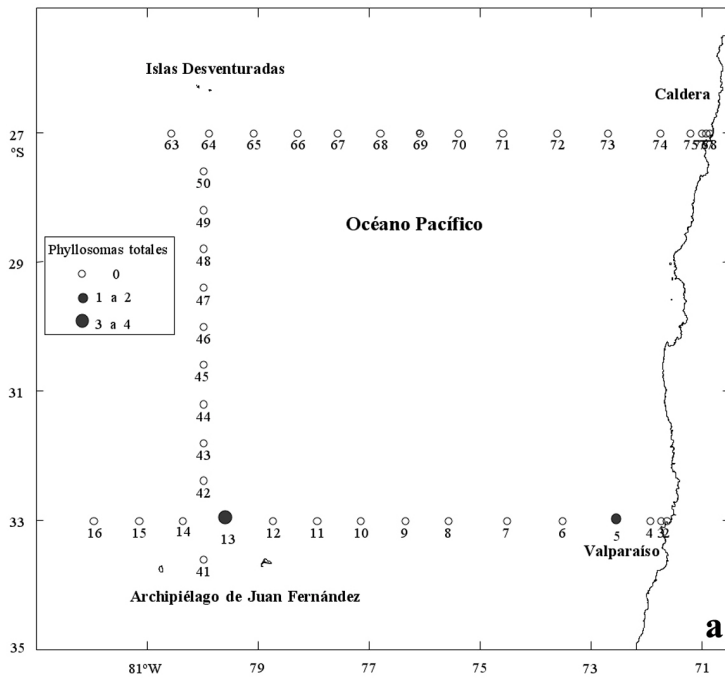 Islas Desventuradas
Caldera
27
°S
63 64 65 66 67 68 69 70 71 72 73 74 75
50
Océano Pacífico
49
Phyllosomas totales
48
0
29
1 a 2
47
3 a 4
46
45
31
44
43
42
33
16 15 14 13 12 11 10 9 8 7 6 5 4 3 2
Valparaíso
41
Archipiélago de Juan Fernández
a
35
81°W 79 77 75 73 71